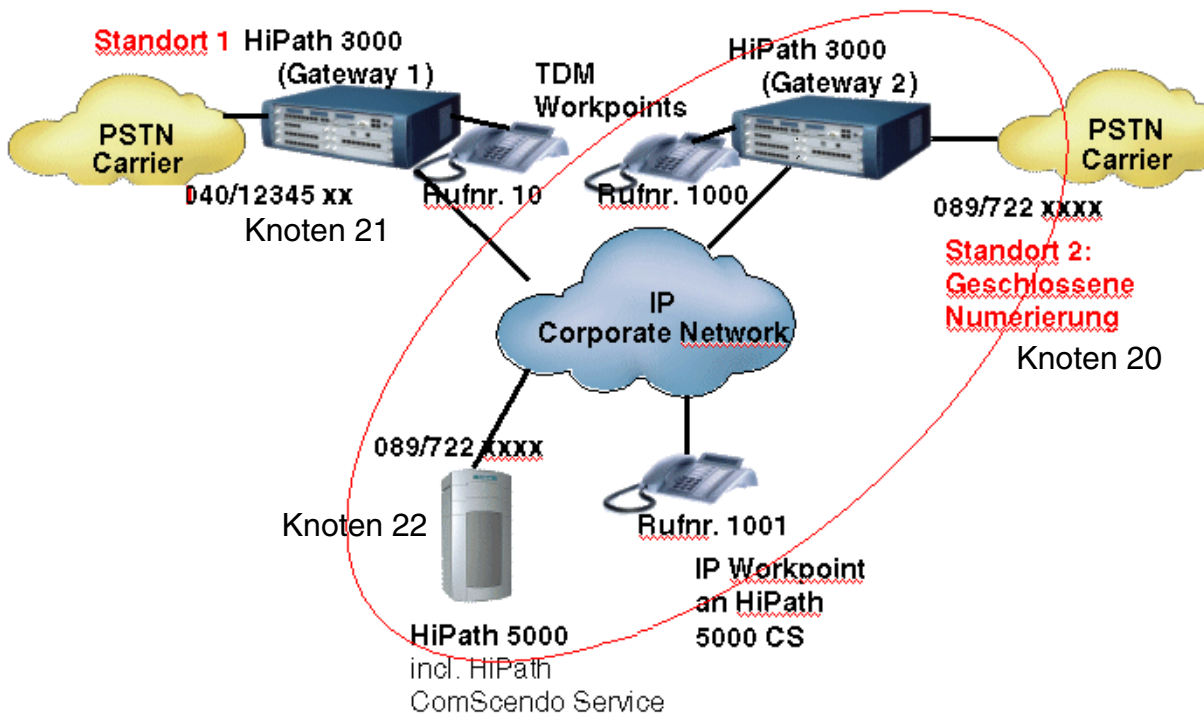 Standort 1
HiPath 3000
(Gateway 1)
TDM
Workpoints
HiPath 3000
(Gateway 2)
PSTN
Carrier
PSTN
Carrier
040/12345 xx
Rufnr. 10
Rufnr. 1000
089/722 xxxx
Knoten 21
Standort 2:
Geschlossene
Numerierung
Knoten 20
IP
Corporate Network
089/722 xxxx
Knoten 22
Rufnr. 1001
IP Workpoint
an HiPath
5000 CS
HiPath 5000
incl. HiPath
ComScendo Service